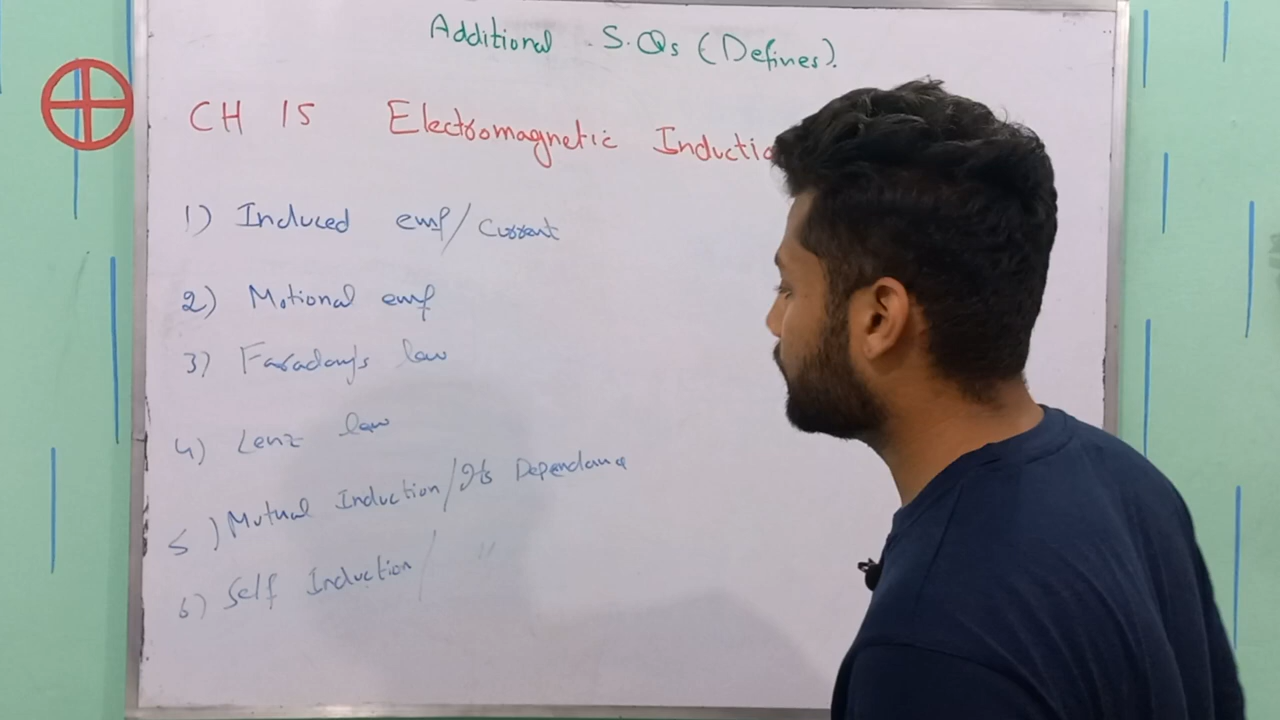 Additional S.Qs (Defines).
CH 15 Electromagnetic Inductio
1) Induced emf/current
2) Motional emf
3) Faraday's law
4) Lenz law
5) Mutual Induction/Its Dependance
6) Self Induction/ "